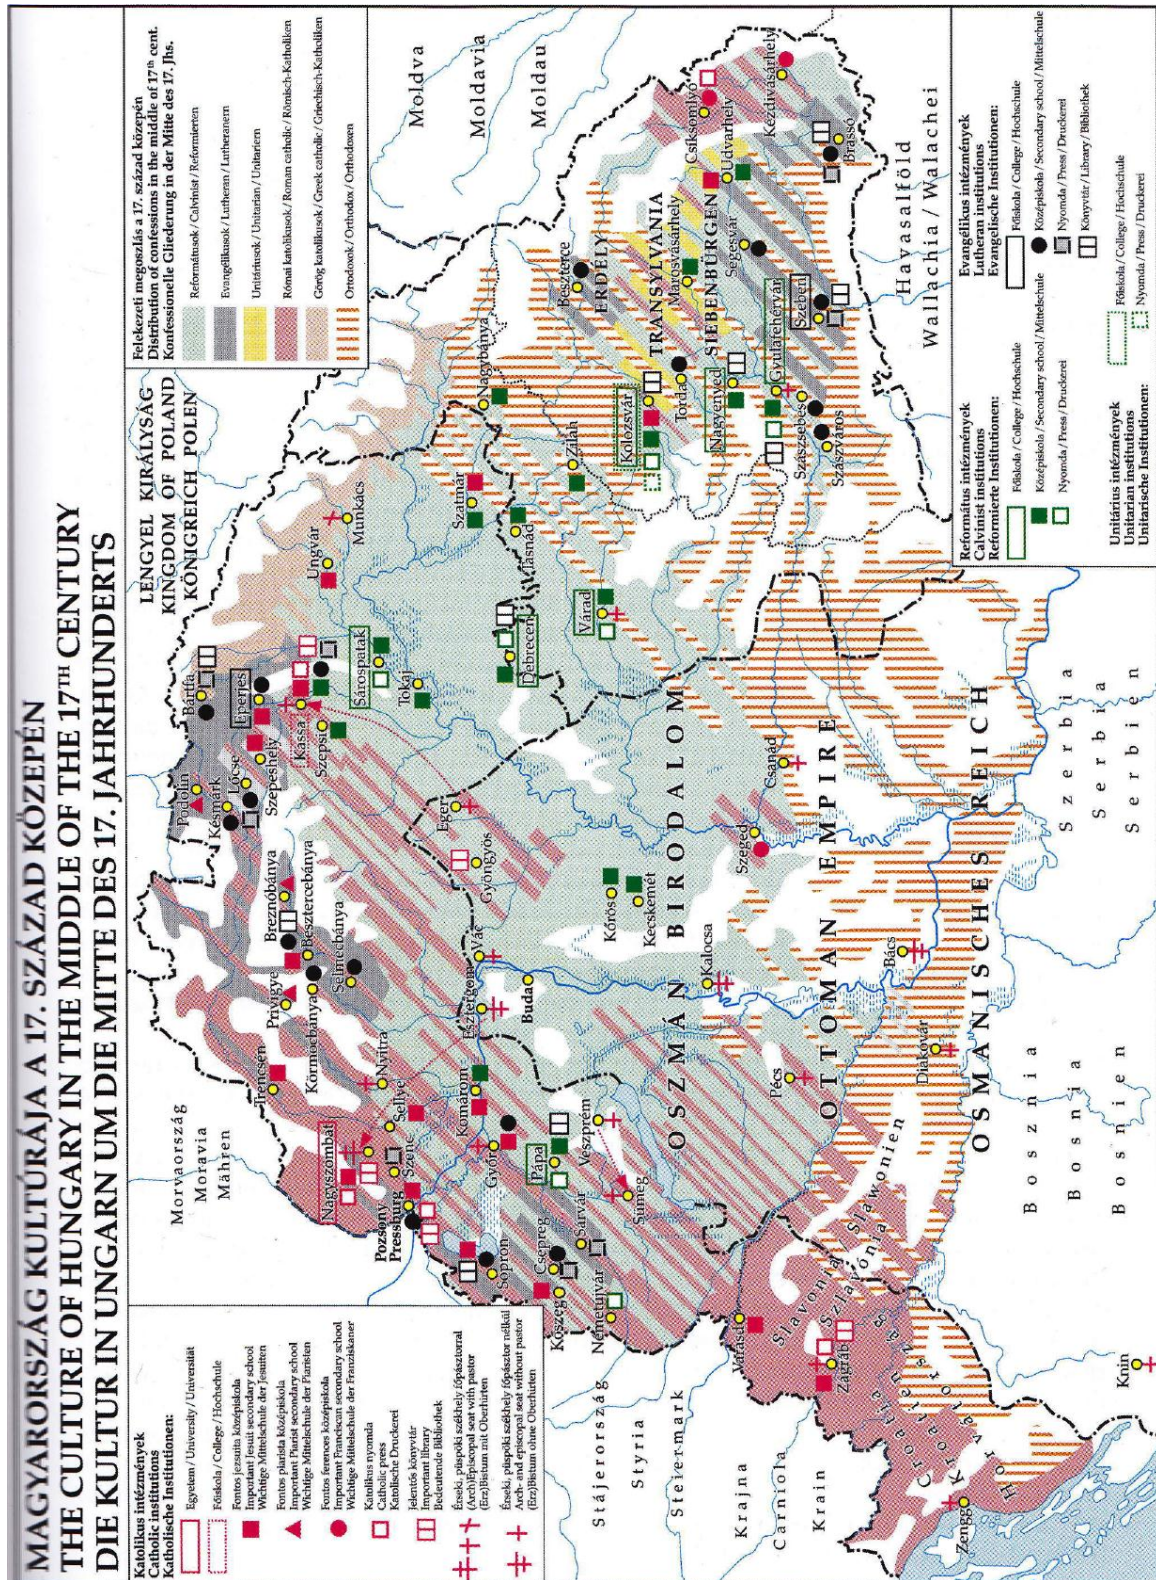 MAGYARORSZÁG KULTÚRÁJA A 17. SZÁZAD KÖZEPÉN
THE CULTURE OF HUNGARY IN THE MIDDLE OF THE 17TH CENTURY
DIE KULTUR IN UNGARN UM DIE MITTE DES 17. JAHRHUNDERTS
Katolikus intézmények
Catholic institutions
Katholische Institutionen:
Egyetem / University / Universität
Főiskola / College / Hochschule
Fontos jezsuita középiskola
Important Jesuit secondary school
Wichtige Mittelschule der Jesuiten
Fontos piarista középiskola
Important Piarist secondary school
Wichtige Mittelschule der Piaristen
Fontos ferences középiskola
Important Franciscan secondary school
Wichtige Mittelschule der Franziskaner
Katolikus nyomda
Catholic press
Katolische Druckerei
Jelentős könyvtár
Important library
Bedeutende Bibliothek
Érseki, püspöki székhely főpásztorral
(Arch)Episcopal seat with pastor
(Erz)Bistum mit Oberhirten
Érseki, püspöki székhely főpásztor nélkül
Arch- and episcopal seat without pastor
(Erz)Bistum ohne Oberhirten
Felekezeti megoszlás a 17. század közepén
Distribution of confessions in the middle of 17th cent.
Konfessionelle Gliederung in der Mitte des 17. Jhs.
Reformátusok / Calvinist / Reformierten
Evangélikusok / Lutheran / Lutheranern
Unitáriusok / Unitarian / Unitariern
Római katolikusok / Roman catholic / Römisch-Katholiken
Görög katolikusok / Greek catholic / Griechisch-Katholiken
Ortodoxok / Orthodox / Orthodoxen
Morvaország
Moravia
Mähren
LENGYEL KIRÁLYSÁG
KINGDOM OF POLAND
KÖNIGREICH POLEN
Moldva
Moldavia
Moldau
Trencsén
Privigye
Breznóbánya
Besztercebánya
Körmöcbánya
Selmecbánya
Podolin
Késmárk
Lőcse
Szepeshely
Bártfa
Eperjes
Kassa
Szepsi
Sárospatak
Tokaj
Ungvár
Munkács
Nagyszombat
Nyitra
Sellye
Szenc
Pozsony
Pressburg
Komárom
Győr
Esztergom
Vác
Buda
Gyöngyös
Eger
Debrecen
Szatmár
Tasnád
Zilah
Nagybánya
Sopron
Csepreg
Kőszeg
Sárvár
Németújvár
Pápa
Veszprém
Sümeg
Kőrös
Kecskemét
Várad
Kolozsvár
Torda
Nagyenyed
Gyulafehérvár
Szászsebes
Szászváros
Beszterce
ERDÉLY
TRANSYLVANIA
SIEBENBÜRGEN
Marosvásárhely
Segesvár
Szeben
Udvarhely
Csíksomlyó
Kézdivásárhely
Brassó
OSZMÁN BIRODALOM
OTTOMAN EMPIRE
OSMANISCHES REICH
Kalocsa
Szeged
Csanád
Pécs
Bács
Diakovár
Stájerország
Styria
Steier-mark
Krajna
Carniola
Krain
Varasd
Zágráb
Slavonia
Szlavónia
Slawonien
Croatia
Kroatien
Horvátország
Zengg
Knin
Bosznia
Bosnia
Bosnien
Szerbia
Serbia
Serbien
Havasalföld
Wallachia / Walachei
Református intézmények
Calvinist institutions
Reformierte Institutionen:
Főiskola / College / Hochschule
Középiskola / Secondary school / Mittelschule
Nyomda / Press / Druckerei
Evangélikus intézmények
Lutheran institutions
Evangelische Institutionen:
Főiskola / College / Hochschule
Középiskola / Secondary school / Mittelschule
Nyomda / Press / Druckerei
Könyvtár / Library / Bibliothek
Unitárius intézmények
Unitarian institutions
Unitarische Institutionen:
Főiskola / College / Hochschule
Nyomda / Press / Druckerei